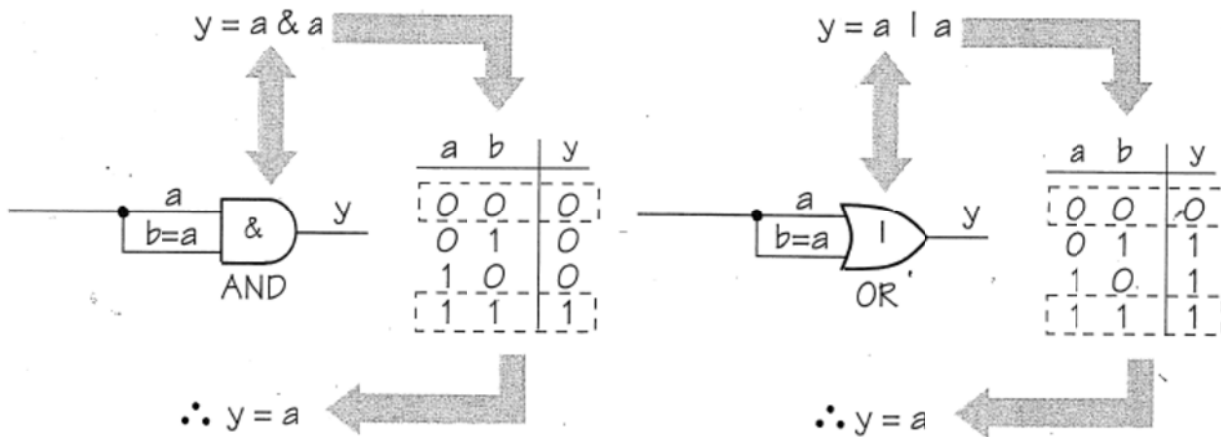 y = a & a
a b y
a
b=a
&
y
AND
0 0 0
0 1 0
1 0 0
1 1 1
∴ y = a
y = a | a
a b y
a
b=a
|
y
OR
0 0 0
0 1 1
1 0 1
1 1 1
∴ y = a